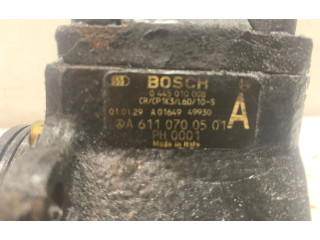 BOSCH
0 445 010 008
CR/CP1K3/L60/10-S
01.01.29 A 01649 49930
A
A 611 070 05 01
PH 0001
Made in Italy